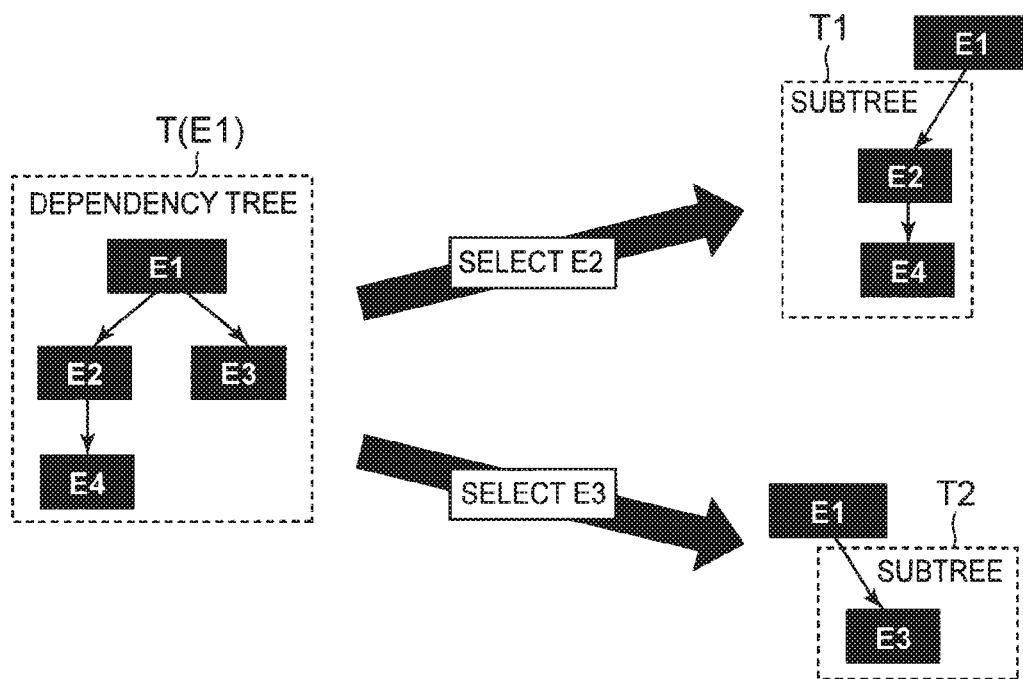 T(E1)
DEPENDENCY TREE
E1
E2
E3
E4
SELECT E2
SELECT E3
T1
E1
SUBTREE
E2
E4
T2
E1
SUBTREE
E3